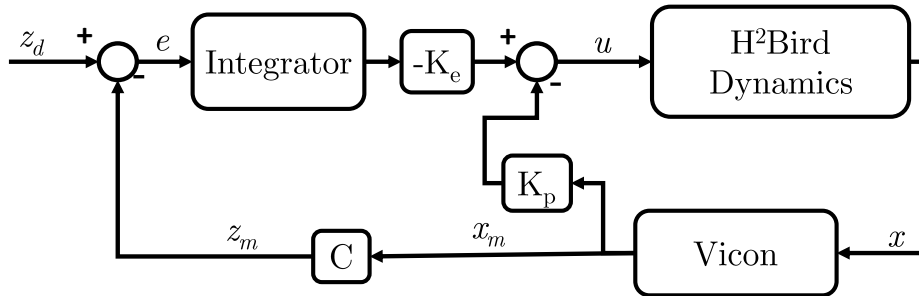 z_d
+
-
e
Integrator
-K_e
+
-
u
H²Bird
Dynamics
K_p
z_m
C
x_m
Vicon
x